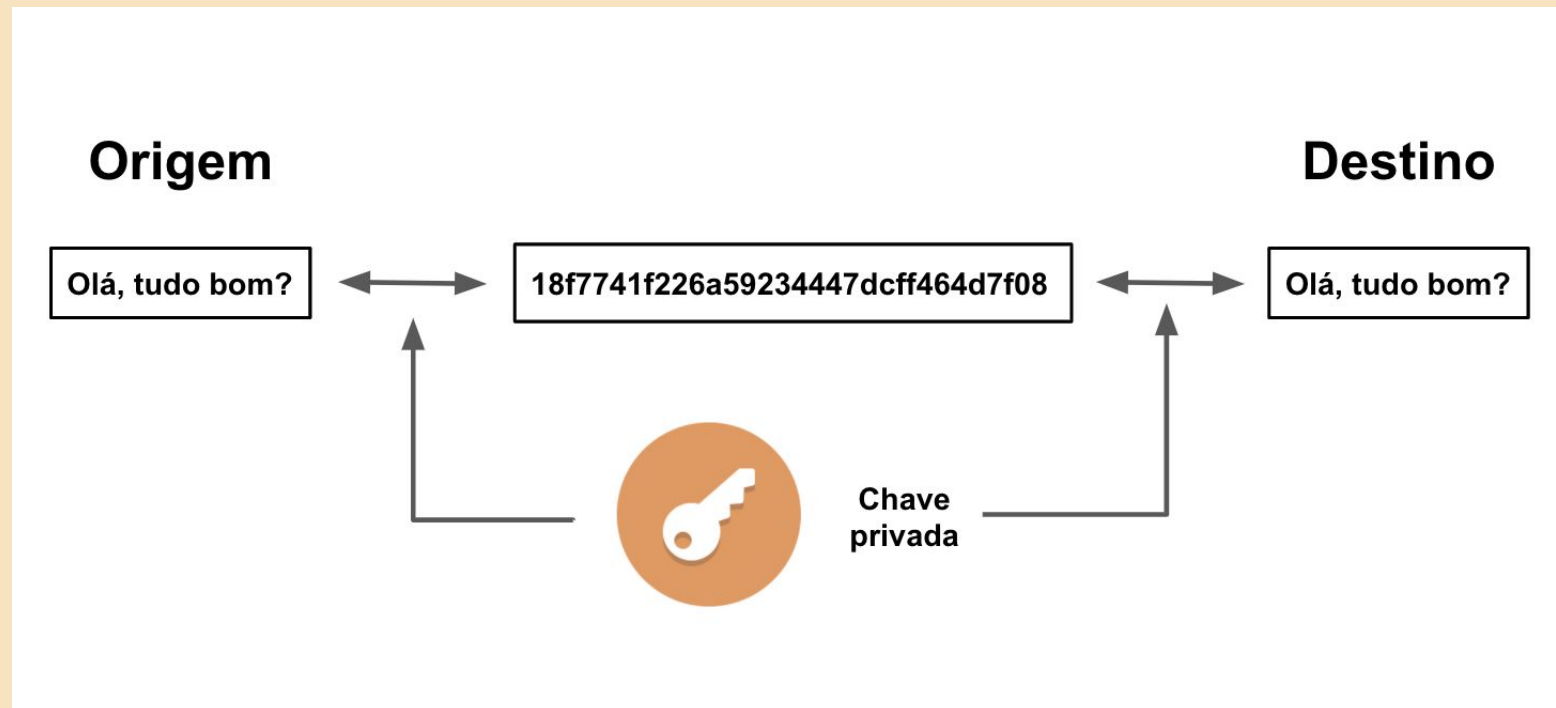 Origem
Destino
Olá, tudo bom?
18f7741f226a59234447dcff464d7f08
Olá, tudo bom?
Chave
privada